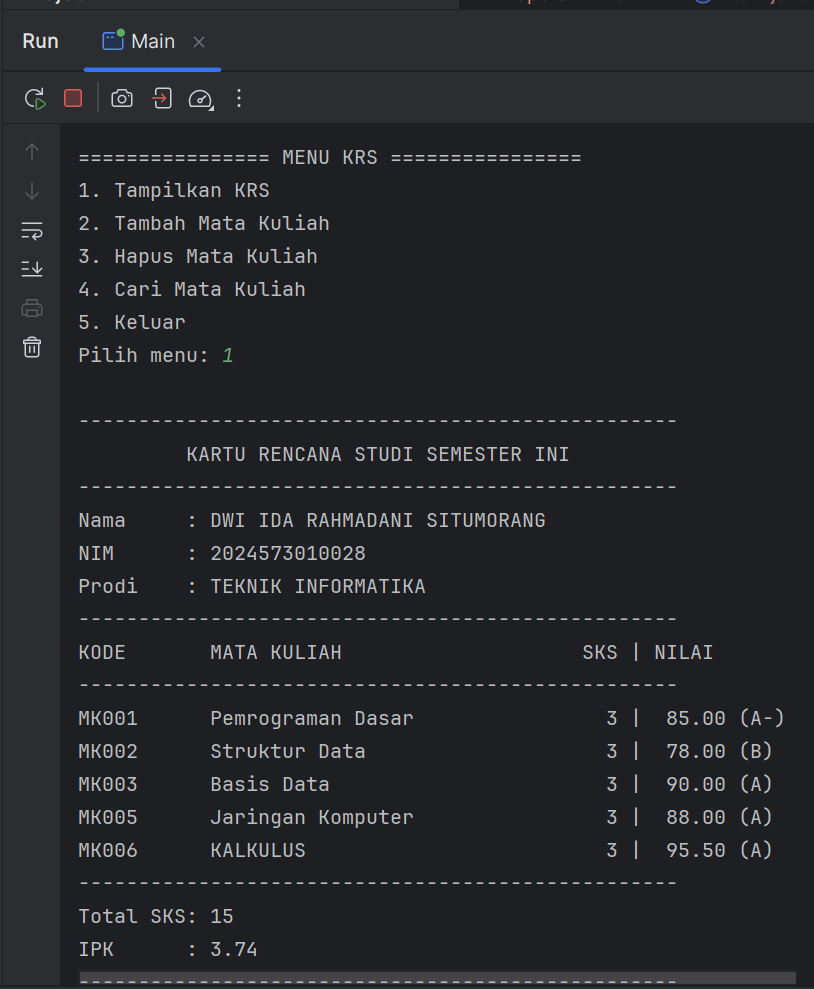 Run Main
================ MENU KRS ================
1. Tampilkan KRS
2. Tambah Mata Kuliah
3. Hapus Mata Kuliah
4. Cari Mata Kuliah
5. Keluar
Pilih menu: 1
--------------------------------------------------
KARTU RENCANA STUDI SEMESTER INI
--------------------------------------------------
Nama     : DWI IDA RAHMADANI SITUMORANG
NIM      : 2024573010028
Prodi    : TEKNIK INFORMATIKA
--------------------------------------------------
KODE       MATA KULIAH                    SKS | NILAI
--------------------------------------------------
MK001      Pemrograman Dasar                3 |  85.00 (A-)
MK002      Struktur Data                    3 |  78.00 (B)
MK003      Basis Data                       3 |  90.00 (A)
MK005      Jaringan Komputer                3 |  88.00 (A)
MK006      KALKULUS                         3 |  95.50 (A)
--------------------------------------------------
Total SKS: 15
IPK      : 3.74
--------------------------------------------------